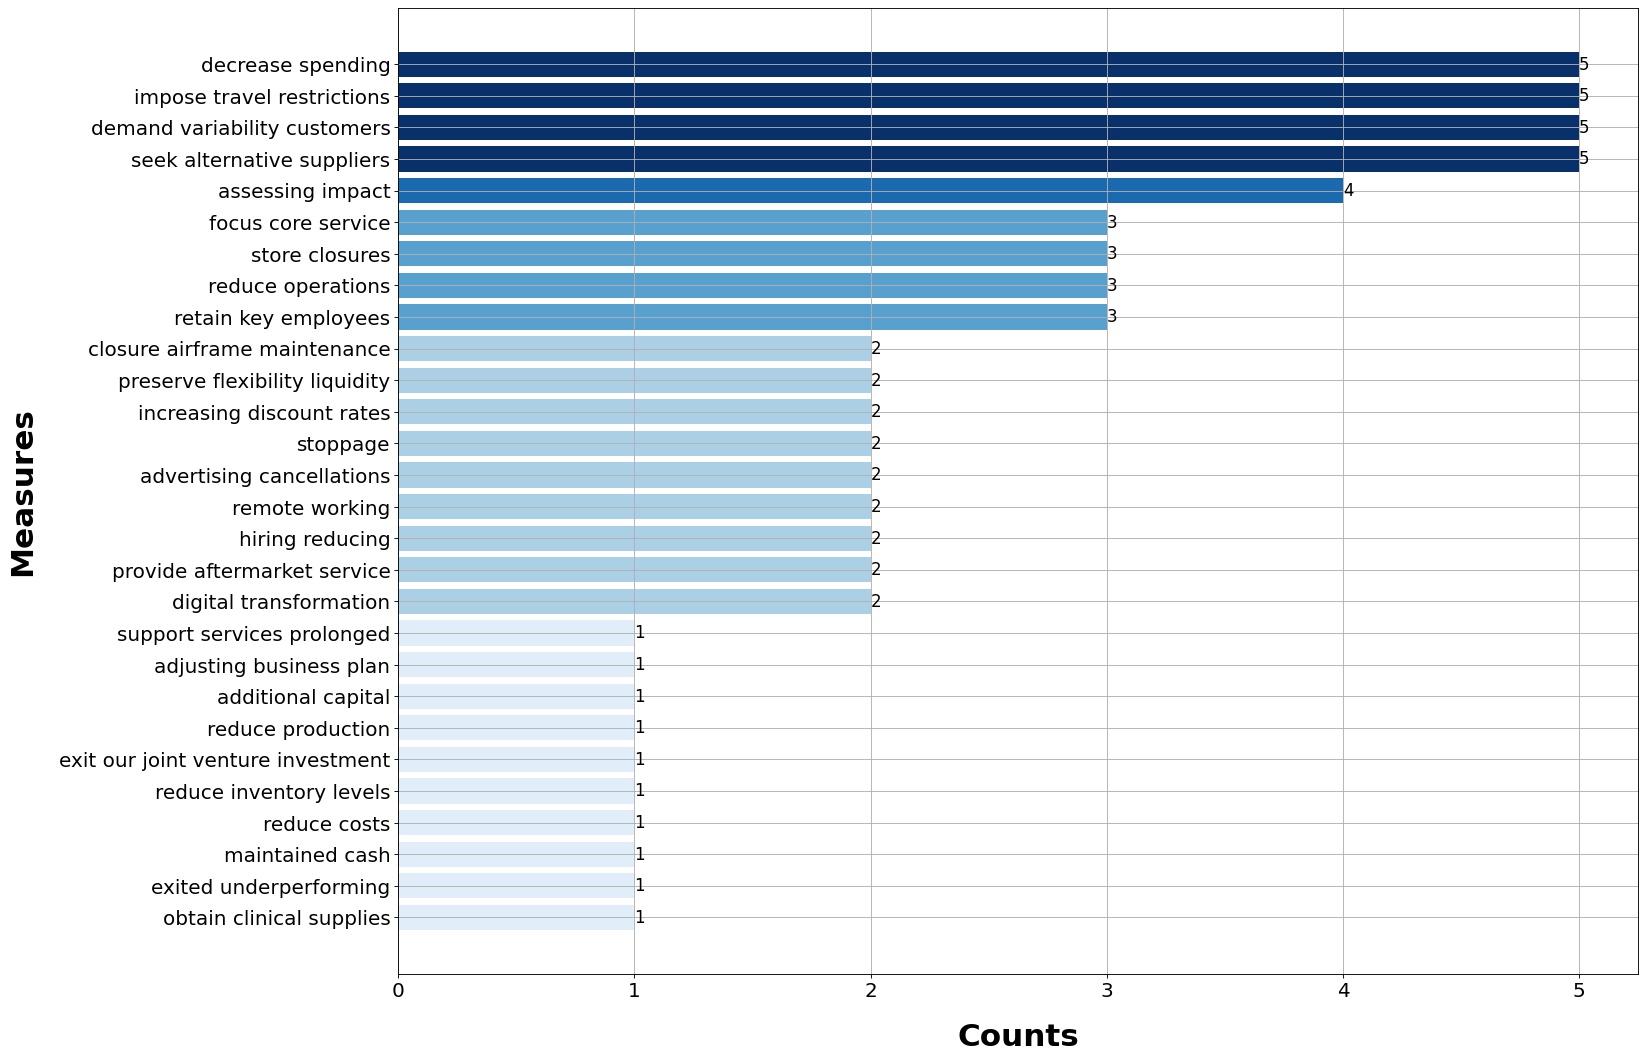 decrease spending 5
impose travel restrictions 5
demand variability customers 5
seek alternative suppliers 5
assessing impact 4
focus core service 3
store closures 3
reduce operations 3
retain key employees 3
closure airframe maintenance 2
preserve flexibility liquidity 2
increasing discount rates 2
stoppage 2
advertising cancellations 2
remote working 2
hiring reducing 2
provide aftermarket service 2
digital transformation 2
support services prolonged 1
adjusting business plan 1
additional capital 1
reduce production 1
exit our joint venture investment 1
reduce inventory levels 1
reduce costs 1
maintained cash 1
exited underperforming 1
obtain clinical supplies 1
Measures
0 1 2 3 4 5
Counts